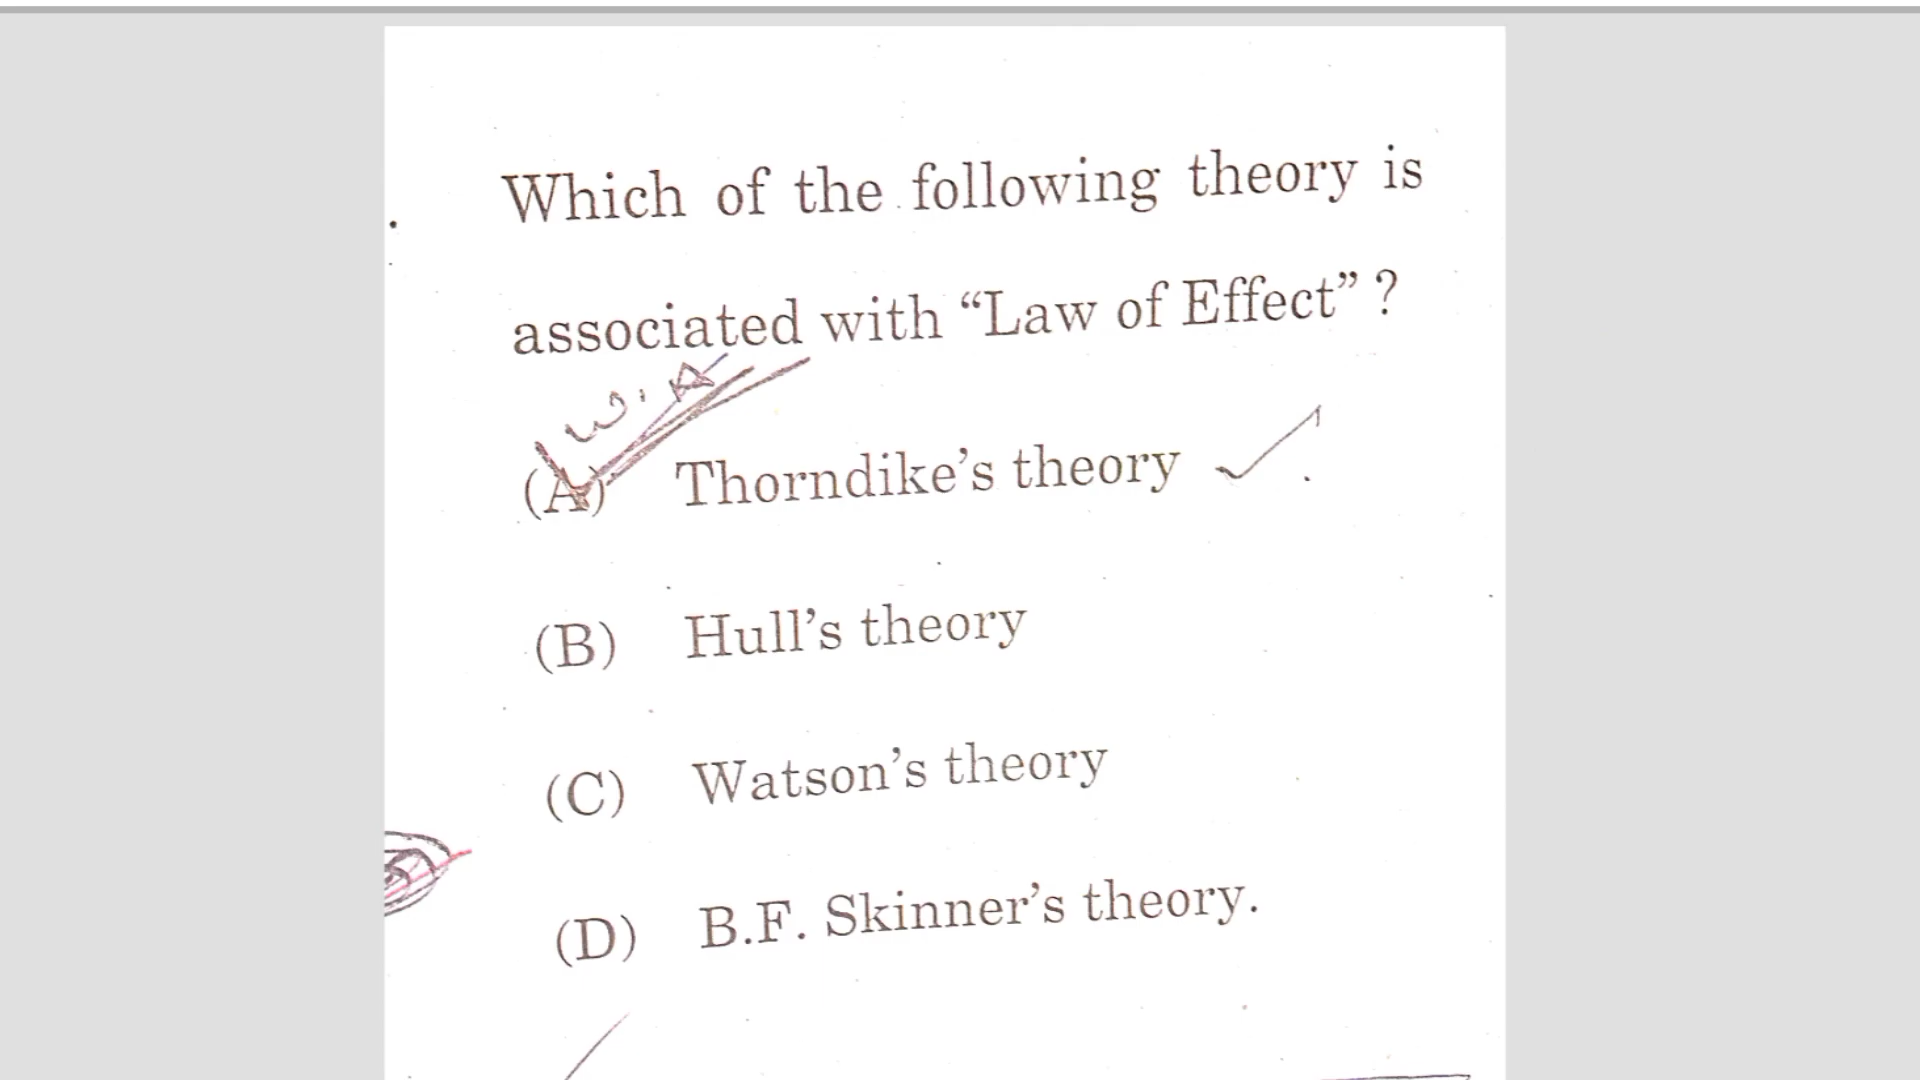 Which of the following theory is
associated with “Law of Effect” ?
(A) Thorndike’s theory
(B) Hull’s theory
(C) Watson’s theory
(D) B.F. Skinner’s theory.